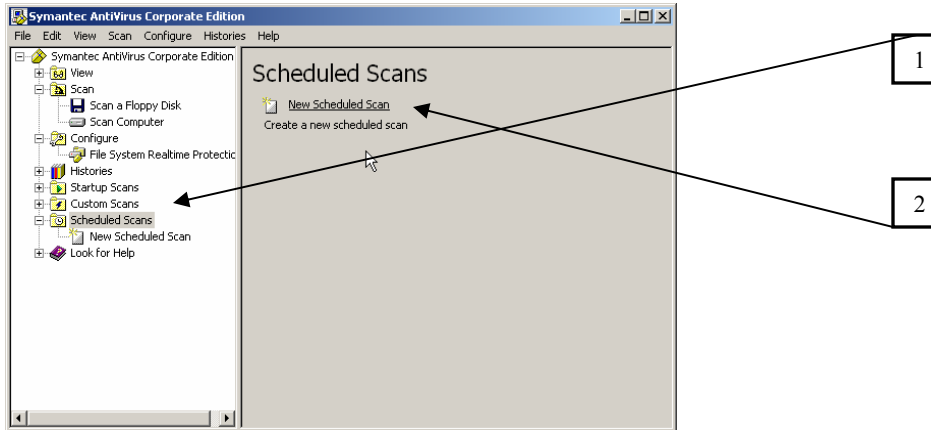 Symantec AntiVirus Corporate Edition
File Edit View Scan Configure Histories Help
Symantec AntiVirus Corporate Edition
View
Scan
Scan a Floppy Disk
Scan Computer
Configure
File System Realtime Protectic
Histories
Startup Scans
Custom Scans
Scheduled Scans
New Scheduled Scan
Look for Help
Scheduled Scans
New Scheduled Scan
Create a new scheduled scan
1
2